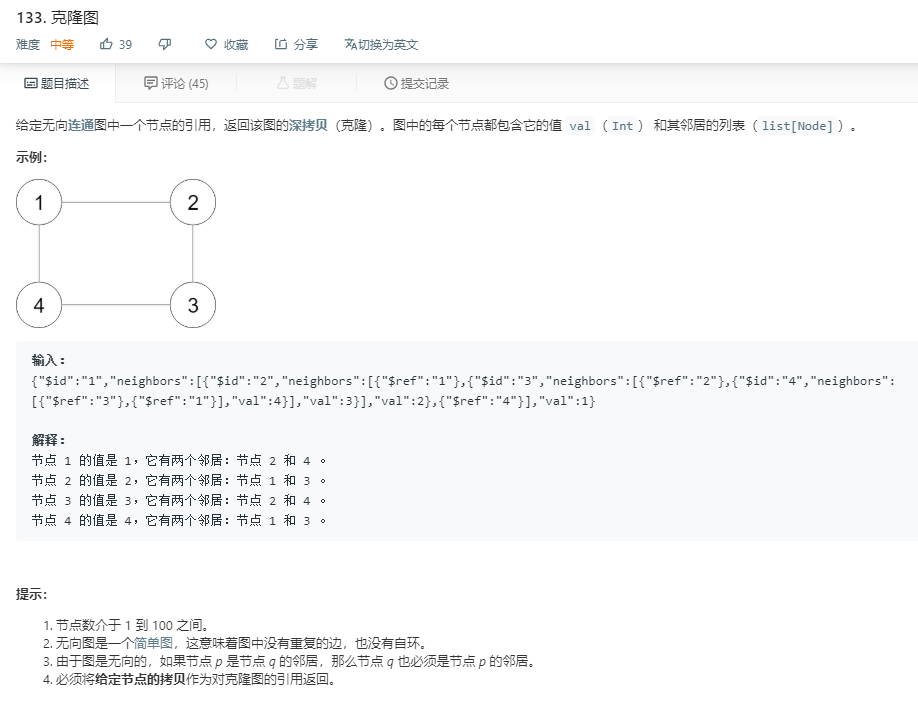 133. 克隆图
难度 中等 39 收藏 分享 切换为英文
题目描述 评论 (45) 题解 提交记录
给定无向连通图中一个节点的引用，返回该图的深拷贝（克隆）。图中的每个节点都包含它的值 val （Int） 和其邻居的列表（list[Node]）。
示例：
1 2
4 3
输入：
{"$id":"1","neighbors":[{"$id":"2","neighbors":[{"$ref":"1"},{"$id":"3","neighbors":[{"$ref":"2"},{"$id":"4","neighbors":
[{"$ref":"3"},{"$ref":"1"}],"val":4}],"val":3}],"val":2},{"$ref":"4"}],"val":1}
解释：
节点 1 的值是 1，它有两个邻居：节点 2 和 4 。
节点 2 的值是 2，它有两个邻居：节点 1 和 3 。
节点 3 的值是 3，它有两个邻居：节点 2 和 4 。
节点 4 的值是 4，它有两个邻居：节点 1 和 3 。
提示：
1. 节点数介于 1 到 100 之间。
2. 无向图是一个简单图，这意味着图中没有重复的边，也没有自环。
3. 由于图是无向的，如果节点 p 是节点 q 的邻居，那么节点 q 也必须是节点 p 的邻居。
4. 必须将给定节点的拷贝作为对克隆图的引用返回。